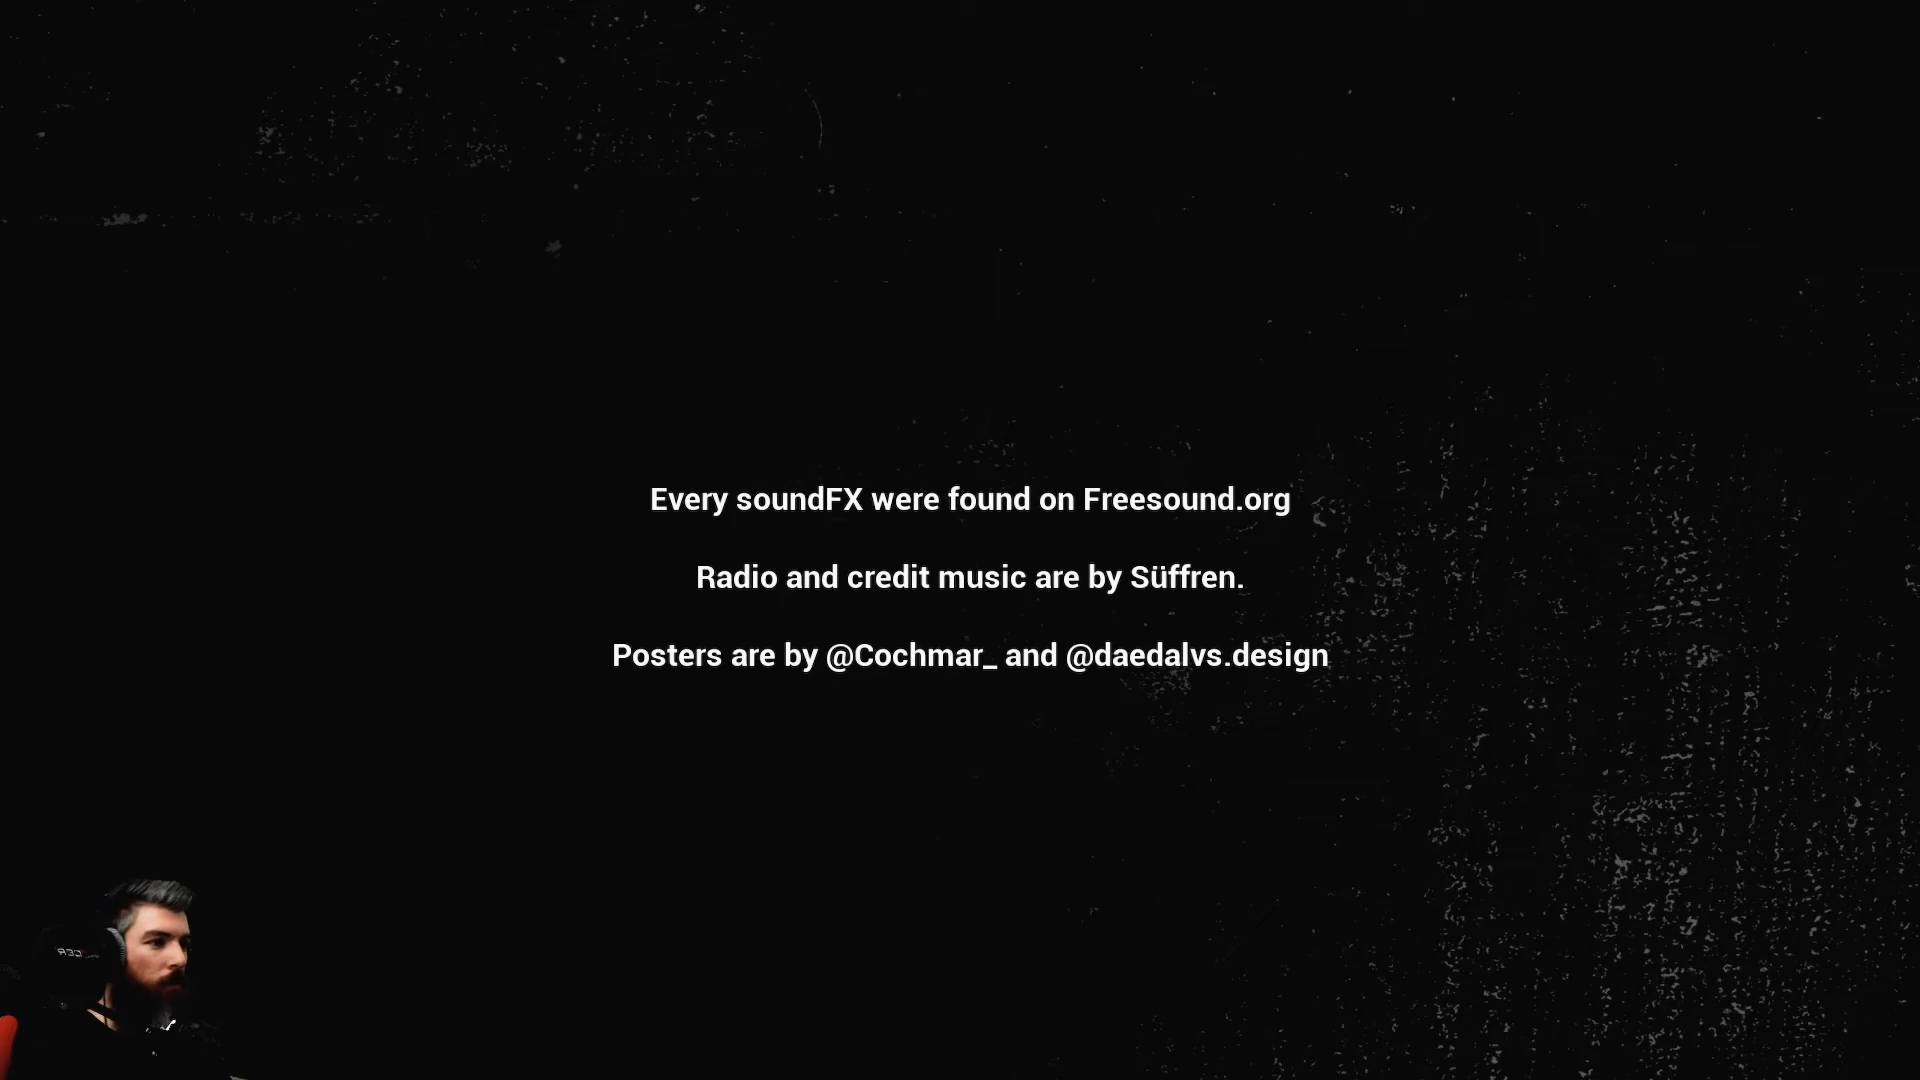 Every soundFX were found on Freesound.org
Radio and credit music are by Süffren.
Posters are by @Cochmar_ and @daedalvs.design